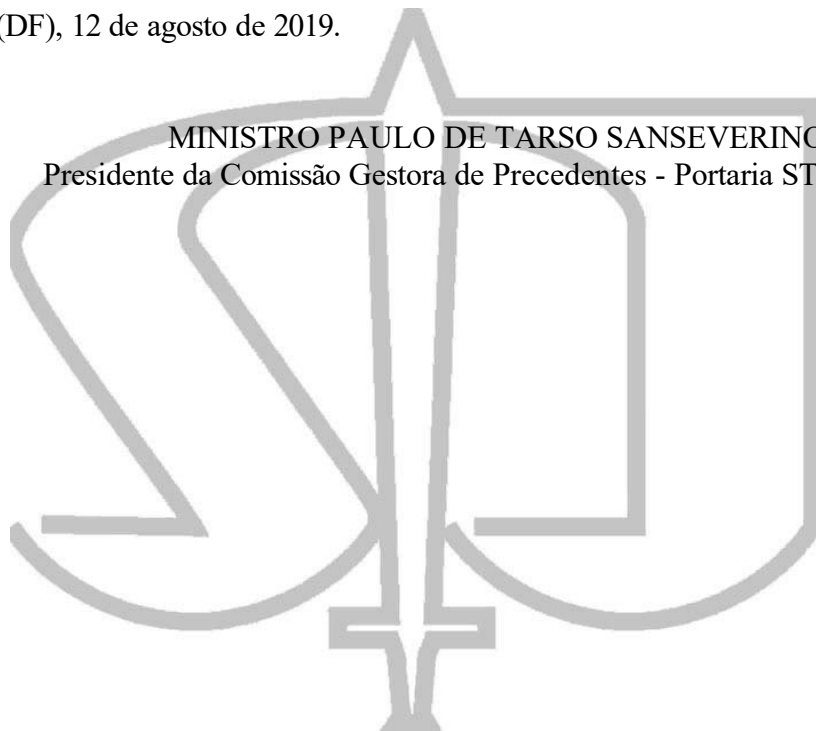 (DF), 12 de agosto de 2019.
MINISTRO PAULO DE TARSO SANSEVERINO
Presidente da Comissão Gestora de Precedentes - Portaria ST